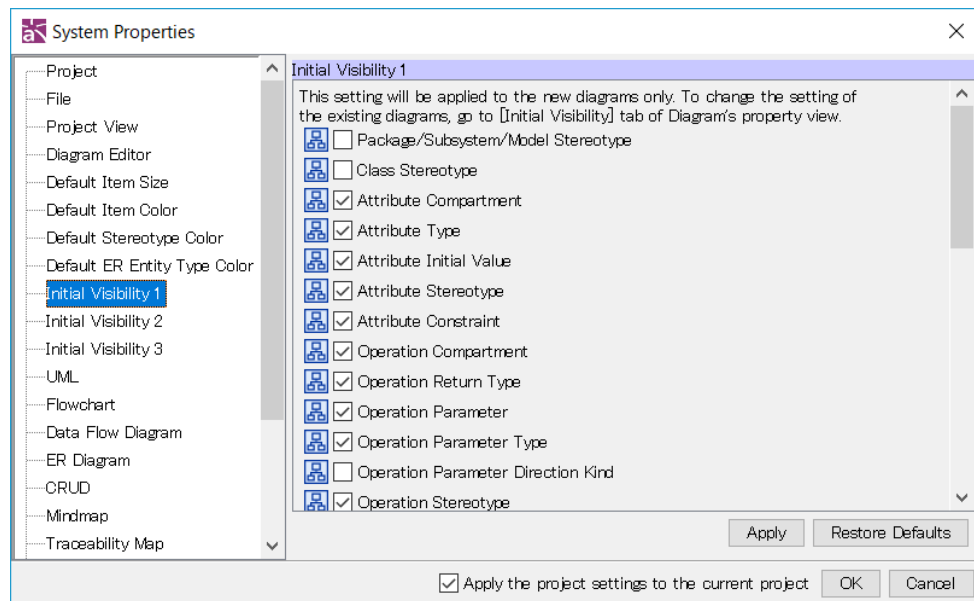 System Properties
Project
File
Project View
Diagram Editor
Default Item Size
Default Item Color
Default Stereotype Color
Default ER Entity Type Color
Initial Visibility 1
Initial Visibility 2
Initial Visibility 3
UML
Flowchart
Data Flow Diagram
ER Diagram
CRUD
Mindmap
Traceability Map
Initial Visibility 1
This setting will be applied to the new diagrams only. To change the setting of
the existing diagrams, go to [Initial Visibility] tab of Diagram's property view.
Package/Subsystem/Model Stereotype
Class Stereotype
Attribute Compartment
Attribute Type
Attribute Initial Value
Attribute Stereotype
Attribute Constraint
Operation Compartment
Operation Return Type
Operation Parameter
Operation Parameter Type
Operation Parameter Direction Kind
Operation Stereotype
Apply Restore Defaults
Apply the project settings to the current project OK Cancel